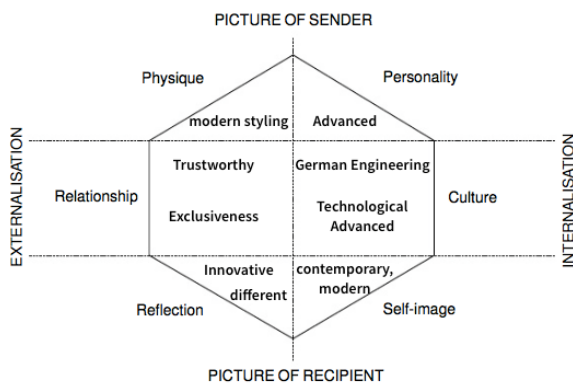 PICTURE OF SENDER
Physique
Personality
modern styling
Advanced
EXTERNALISATION
Trustworthy
German Engineering
Relationship
Culture
Exclusiveness
Technological
Advanced
INTERNALISATION
Innovative
different
contemporary,
modern
Reflection
Self-image
PICTURE OF RECIPIENT